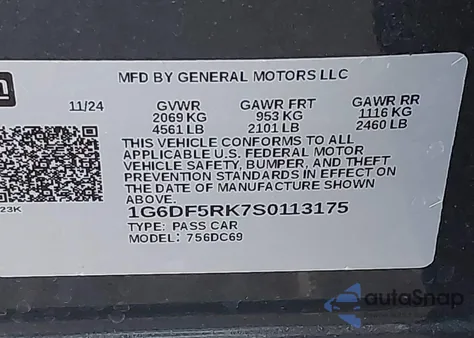 MFD BY GENERAL MOTORS LLC
11/24 GVWR GAWR FRT GAWR RR
2069 KG 953 KG 1116 KG
4561 LB 2101 LB 2460 LB
THIS VEHICLE CONFORMS TO ALL
APPLICABLE U.S. FEDERAL MOTOR
VEHICLE SAFETY, BUMPER, AND THEFT
PREVENTION STANDARDS IN EFFECT ON
THE DATE OF MANUFACTURE SHOWN
ABOVE.
23K
1G6DF5RK7S0113175
TYPE: PASS CAR
MODEL: 756DC69
autoSnap